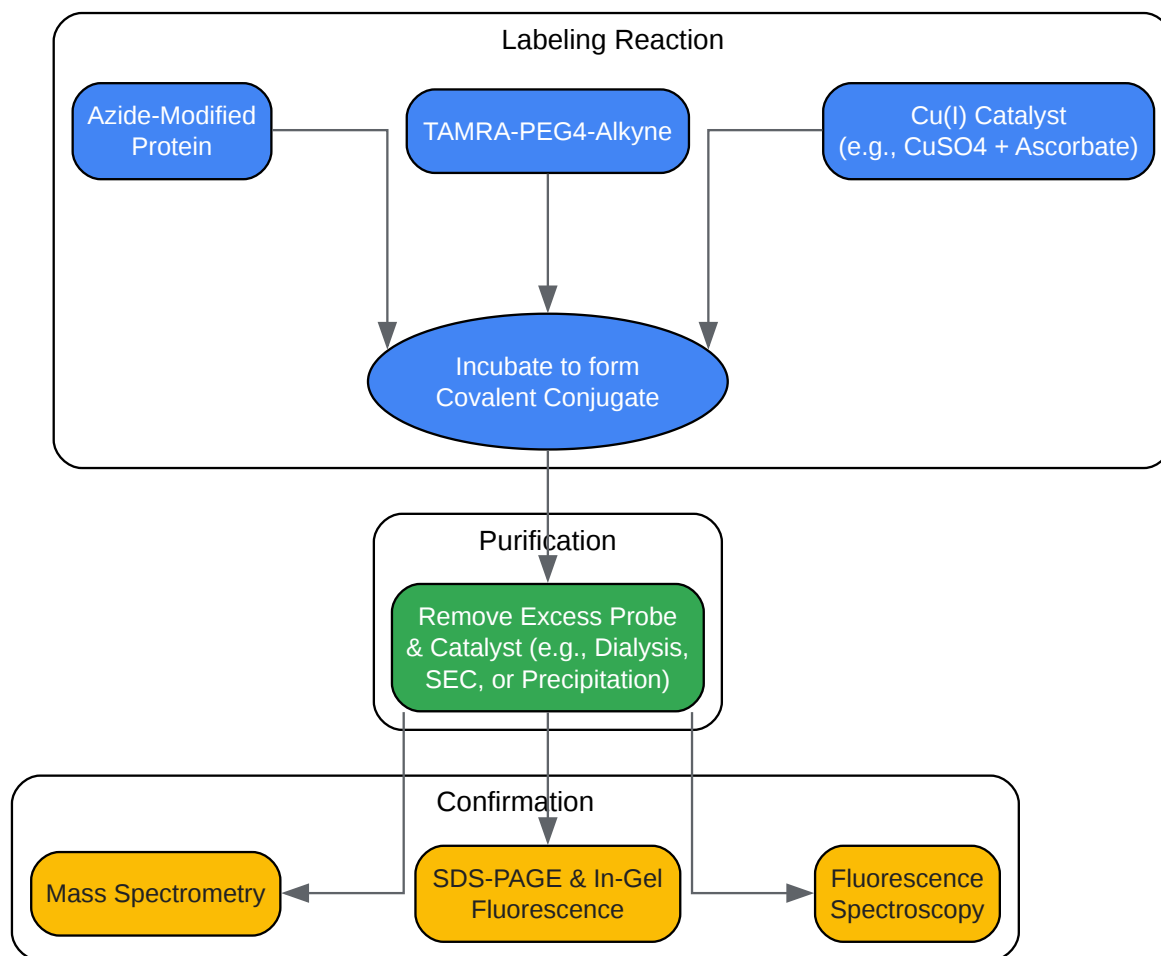 Labeling Reaction
Azide-Modified
Protein
TAMRA-PEG4-Alkyne
Cu(I) Catalyst
(e.g., CuSO4 + Ascorbate)
Incubate to form
Covalent Conjugate
Purification
Remove Excess Probe
& Catalyst (e.g., Dialysis,
SEC, or Precipitation)
Confirmation
Mass Spectrometry
SDS-PAGE & In-Gel
Fluorescence
Fluorescence
Spectroscopy